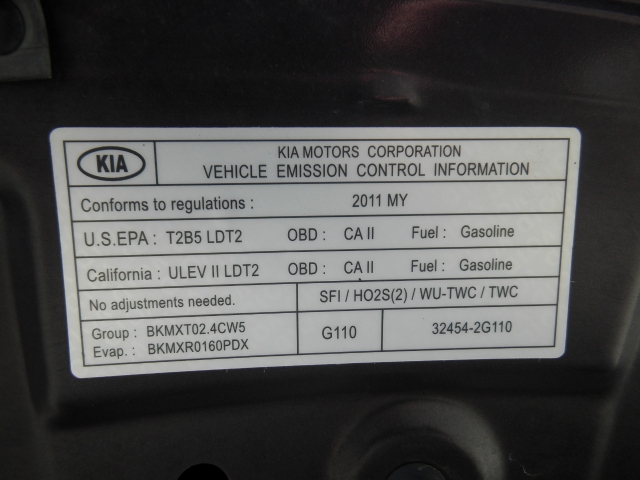 KIA
KIA MOTORS CORPORATION
VEHICLE EMISSION CONTROL INFORMATION
Conforms to regulations : 2011 MY
U.S.EPA : T2B5 LDT2 OBD : CA II Fuel : Gasoline
California : ULEV II LDT2 OBD : CA II Fuel : Gasoline
No adjustments needed. SFI / HO2S(2) / WU-TWC / TWC
Group : BKMXT02.4CW5
Evap. : BKMXR0160PDX
G110 32454-2G110